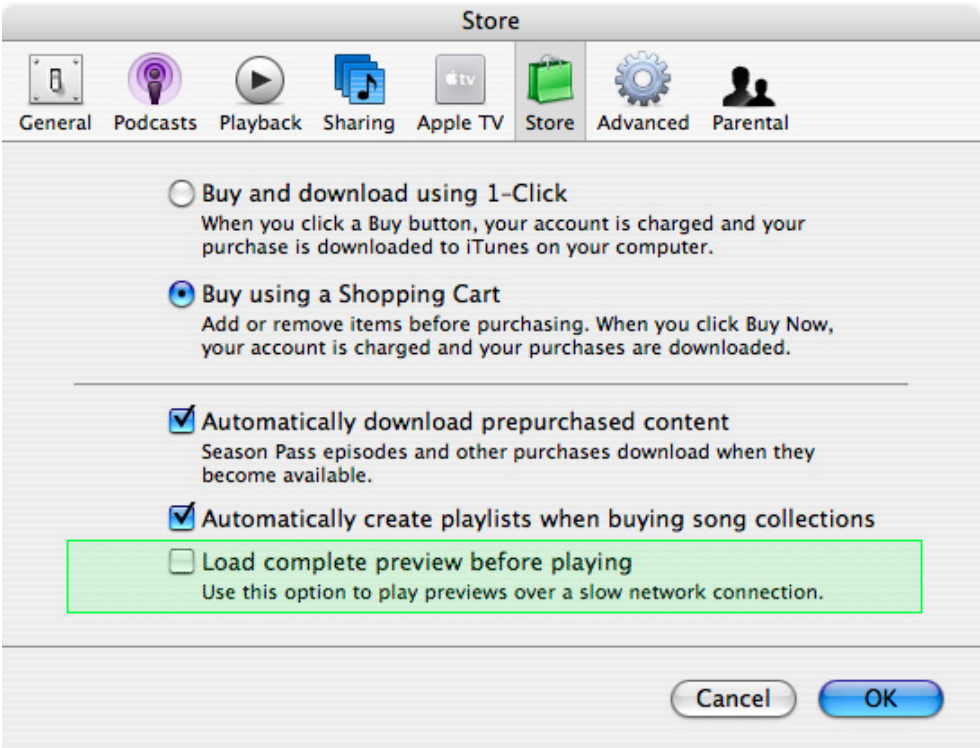 Store
tv
General Podcasts Playback Sharing Apple TV Store Advanced Parental
Buy and download using 1-Click
When you click a Buy button, your account is charged and your
purchase is downloaded to iTunes on your computer.
Buy using a Shopping Cart
Add or remove items before purchasing. When you click Buy Now,
your account is charged and your purchases are downloaded.
Automatically download prepurchased content
Season Pass episodes and other purchases download when they
become available.
Automatically create playlists when buying song collections
Load complete preview before playing
Use this option to play previews over a slow network connection.
Cancel OK